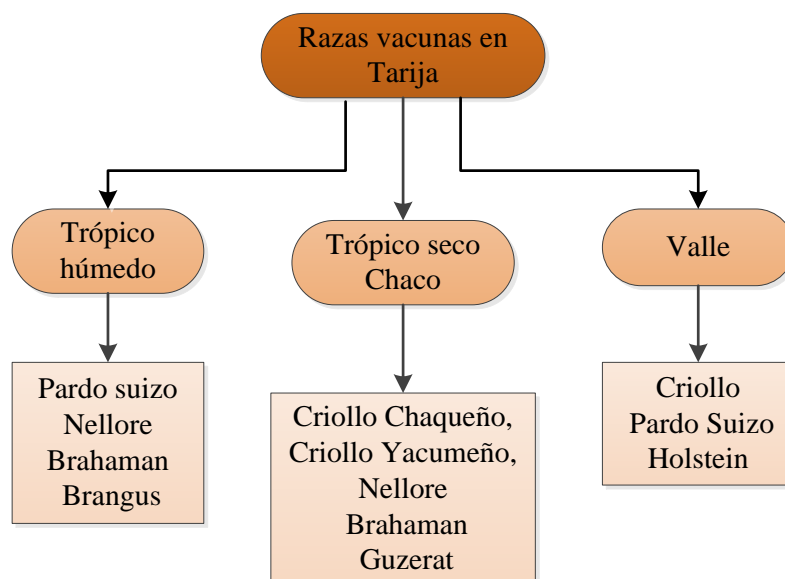 Razas vacunas en
Tarija
Trópico
húmedo
Trópico seco
Chaco
Valle
Pardo suizo
Nellore
Brahaman
Brangus
Criollo Chaqueño,
Criollo Yacumeño,
Nellore
Brahaman
Guzerat
Criollo
Pardo Suizo
Holstein